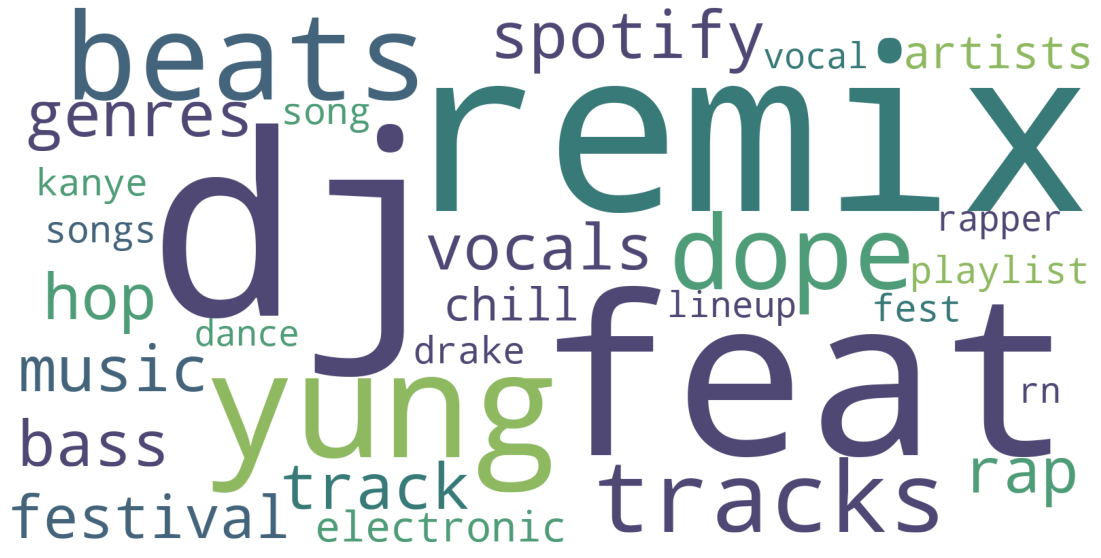 beats
spotify
vocal
artists
genres
song
remix
dj
kanye
songs
vocals
dope
rapper
playlist
hop
chill
lineup
fest
dance
drake
feat
music
yung
rn
bass
track
tracks
rap
festival
electronic